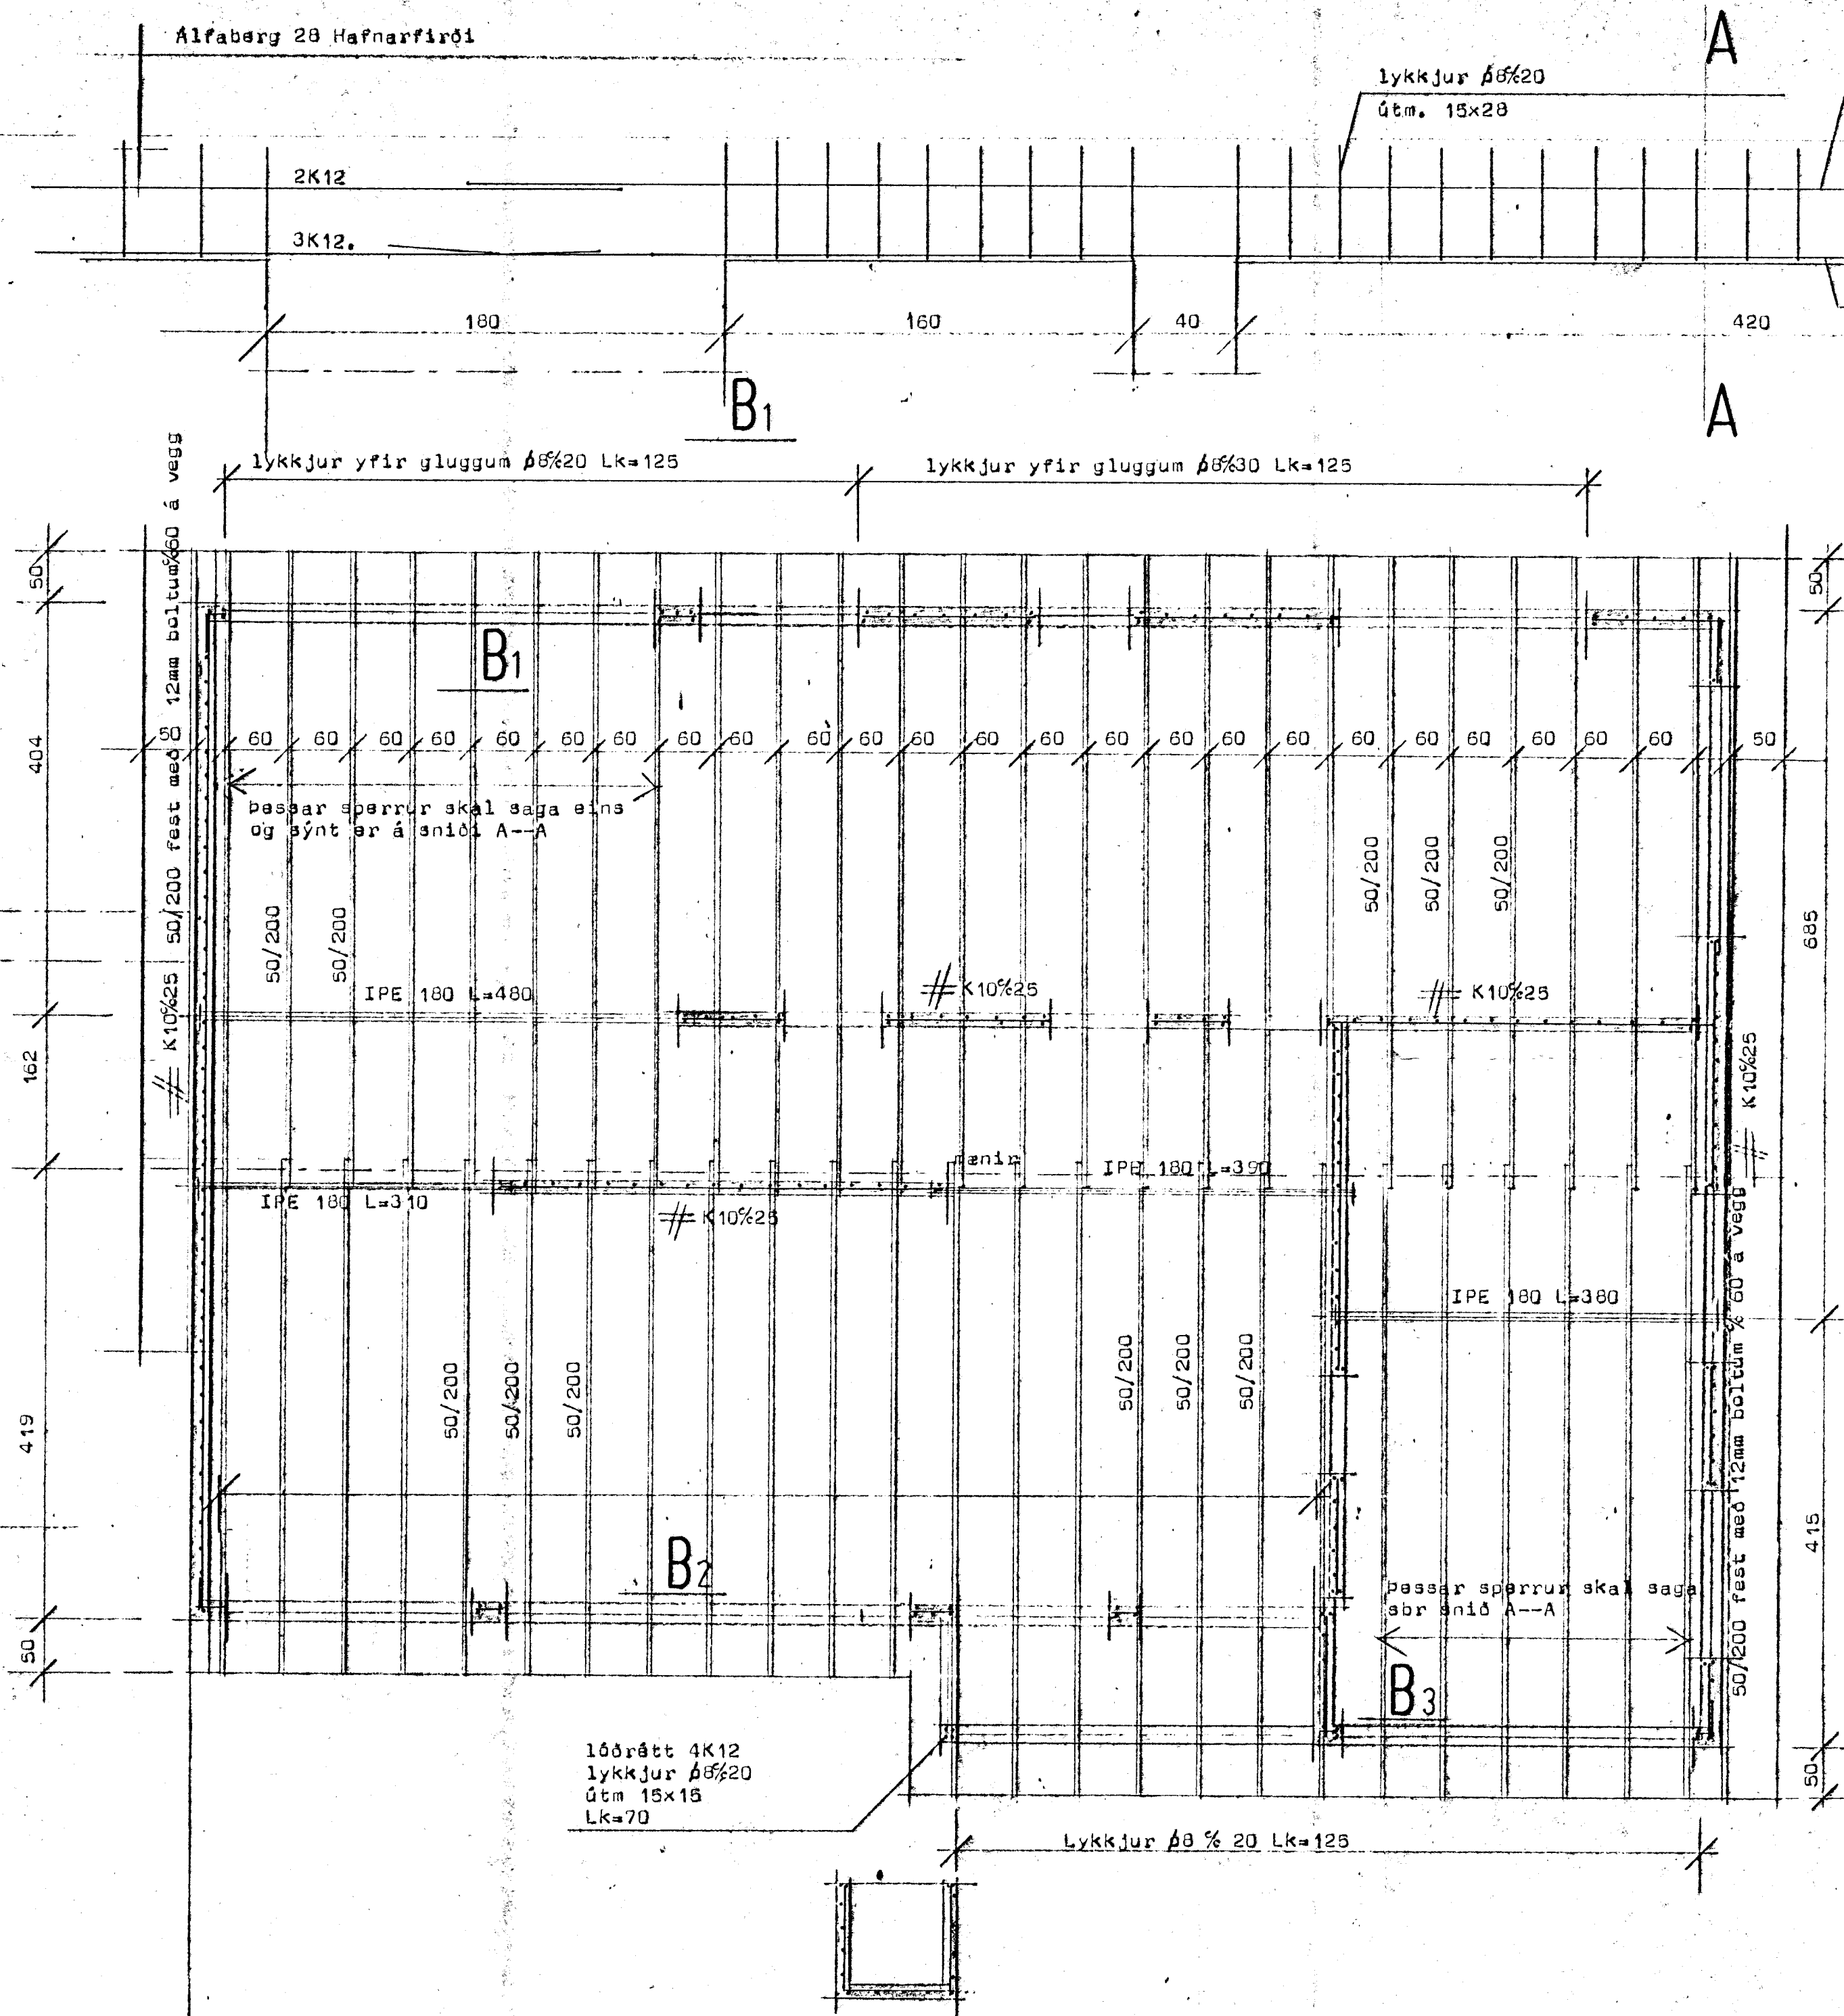 Álfaberg 28 Hafnarfirði
A
lykkjur ϕ8%20
útm. 15x28
2K12
3K12.
180
160
40
420
B1
A
lykkjur yfir gluggum ϕ8%20 Lk=125
lykkjur yfir gluggum ϕ8%30 Lk=125
50
404
162
419
50
K10%25 50/200 fest með 12mm boltum%60 á vegg
B1
50 60 60 60 60 60 60 60 60 60 60 60 60 60 60 60 60 60 60 60 60 60 60 60 60 50
þessar sperrur skal saga eins
og sýnt er á sniði A--A
50/200
50/200
50/200
50/200
50/200
IPE 180 L=480
K10%25
K10%25
IPE 180 L=310
K10%25
IPE 180 L=390
IPE 180 L=380
50/200
50/200
50/200
50/200
50/200
50/200
B2
þessar sperrur skal saga
sbr snið A--A
B3
50
685
415
50
K10%25
50/200 fest með 12mm boltum % 60 á vegg
lóðrétt 4K12
lykkjur ϕ8%20
útm 15x15
Lk=70
Lykkjur ϕ8 % 20 Lk=125